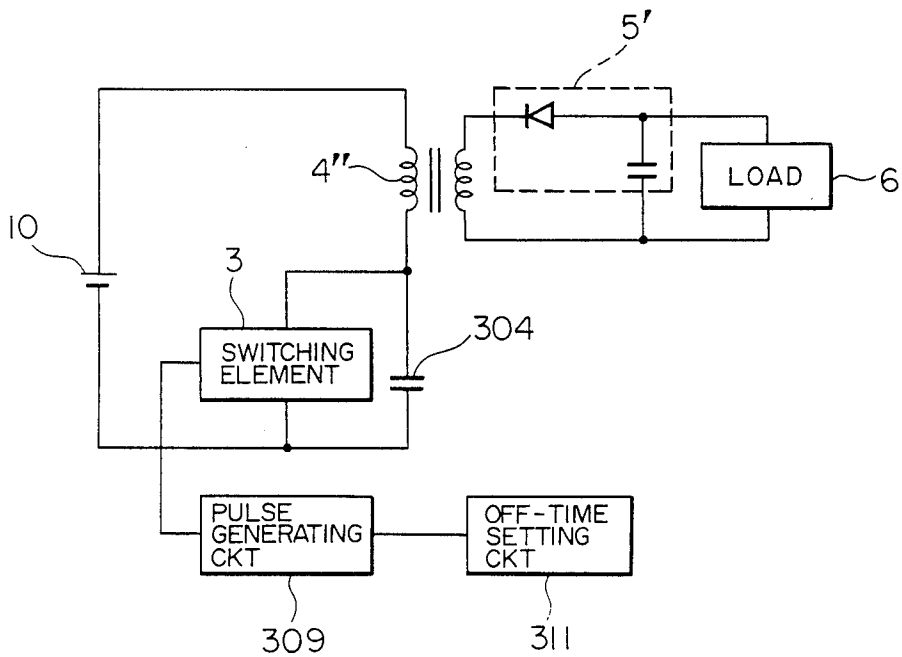 5'
4"
LOAD
6
10
3
SWITCHING
ELEMENT
304
PULSE
GENERATING
CKT
OFF-TIME
SETTING
CKT
309
311